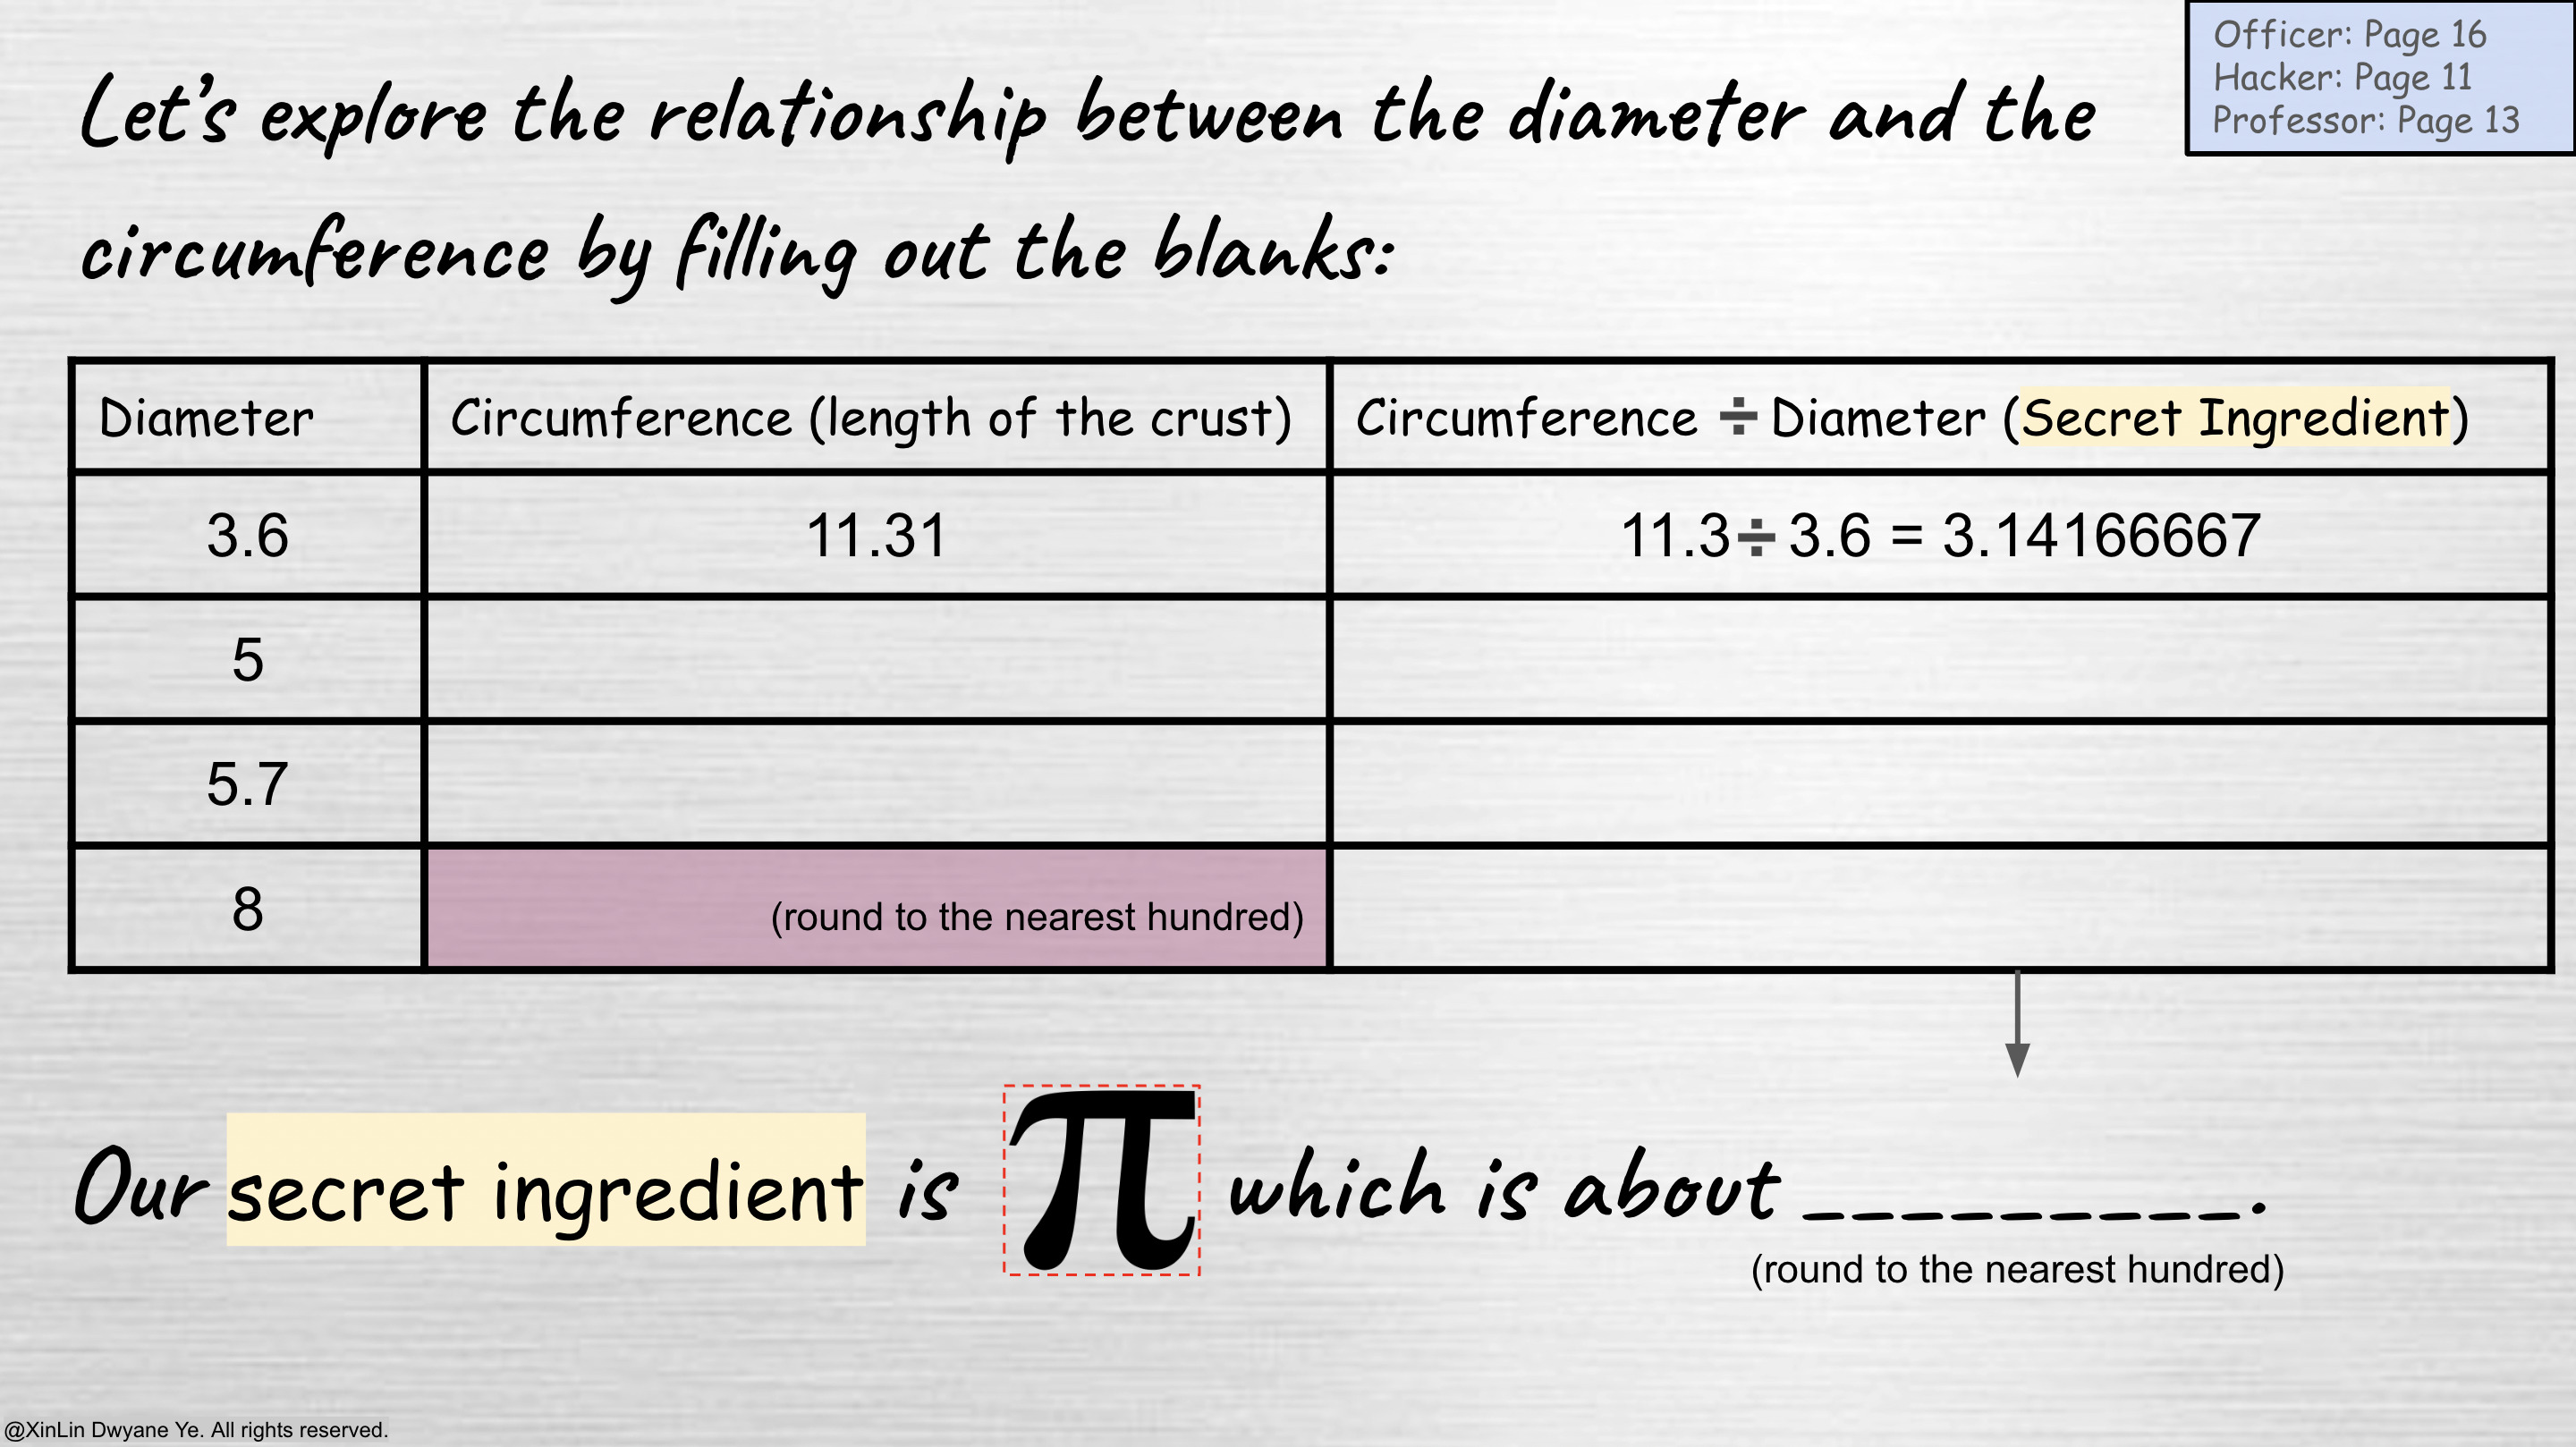 Officer: Page 16
Hacker: Page 11
Professor: Page 13
Let's explore the relationship between the diameter and the
circumference by filling out the blanks:
Diameter
Circumference (length of the crust)
Circumference ÷ Diameter (Secret Ingredient)
3.6
11.31
11.3÷3.6 = 3.14166667
5
5.7
8
(round to the nearest hundred)
Our secret ingredient is π which is about _________.
(round to the nearest hundred)
@XinLin Dwyane Ye. All rights reserved.